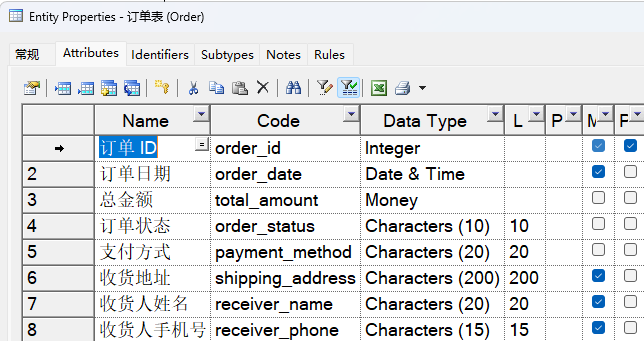 Entity Properties - 订单表 (Order)
常规 Attributes Identifiers Subtypes Notes Rules
Name Code Data Type L P M P
订单 ID = order_id Integer
2 订单日期 order_date Date & Time
3 总金额 total_amount Money
4 订单状态 order_status Characters (10) 10
5 支付方式 payment_method Characters (20) 20
6 收货地址 shipping_address Characters (200) 200
7 收货人姓名 receiver_name Characters (20) 20
8 收货人手机号 receiver_phone Characters (15) 15